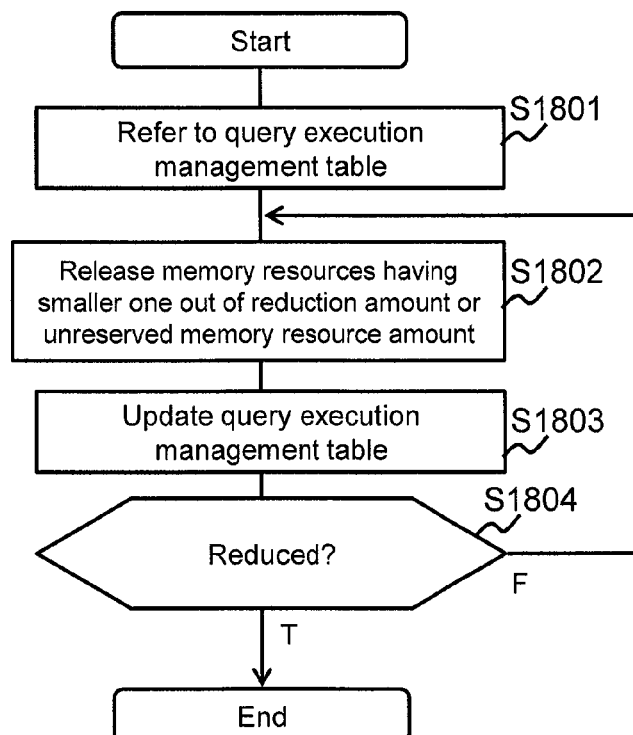 Start
S1801
Refer to query execution
management table
S1802
Release memory resources having
smaller one out of reduction amount or
unreserved memory resource amount
S1803
Update query execution
management table
S1804
Reduced?
F
T
End